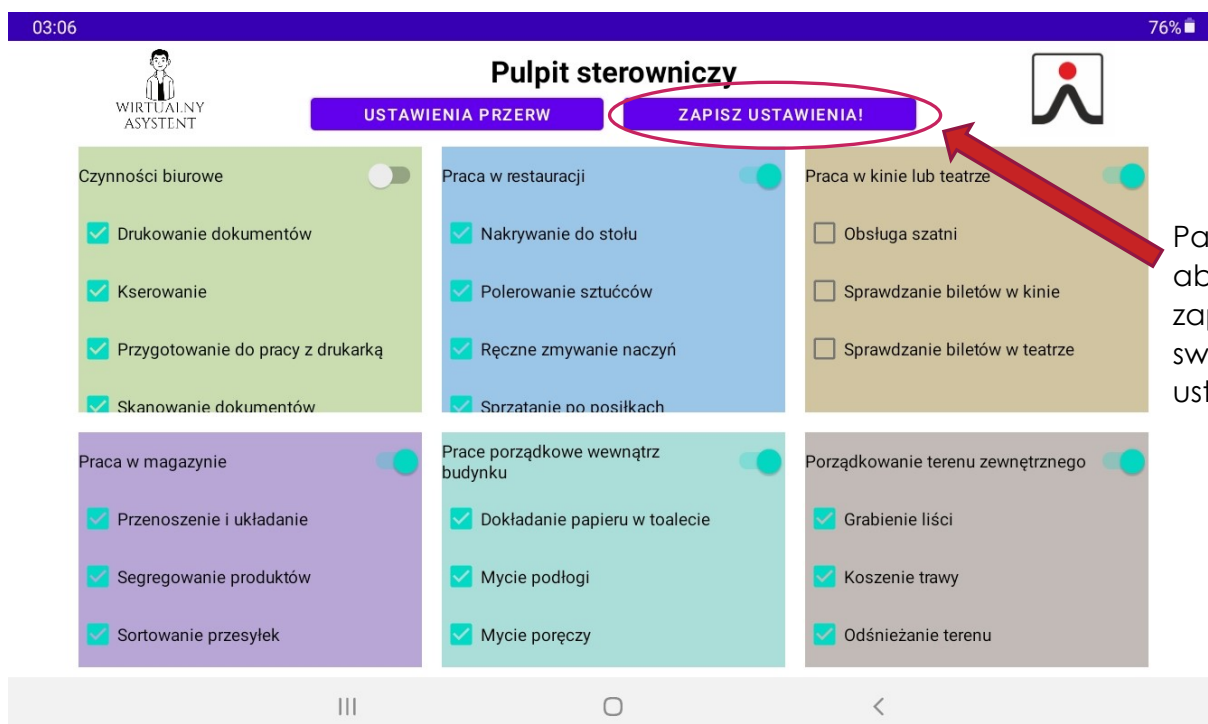 03:06
76%
WIRTUALNY
ASYSTENT
Pulpit sterowniczy
USTAWIENIA PRZERW
ZAPISZ USTAWIENIA!
Czynności biurowe
Drukowanie dokumentów
Kserowanie
Przygotowanie do pracy z drukarką
Skanowanie dokumentów
Praca w restauracji
Nakrywanie do stołu
Polerowanie sztućców
Ręczne zmywanie naczyń
Sprzątanie po posiłkach
Praca w kinie lub teatrze
Obsługa szatni
Sprawdzanie biletów w kinie
Sprawdzanie biletów w teatrze
Praca w magazynie
Przenoszenie i układanie
Segregowanie produktów
Sortowanie przesyłek
Prace porządkowe wewnątrz
budynku
Dokładanie papieru w toalecie
Mycie podłogi
Mycie poręczy
Porządkowanie terenu zewnętrznego
Grabienie liści
Koszenie trawy
Odśnieżanie terenu